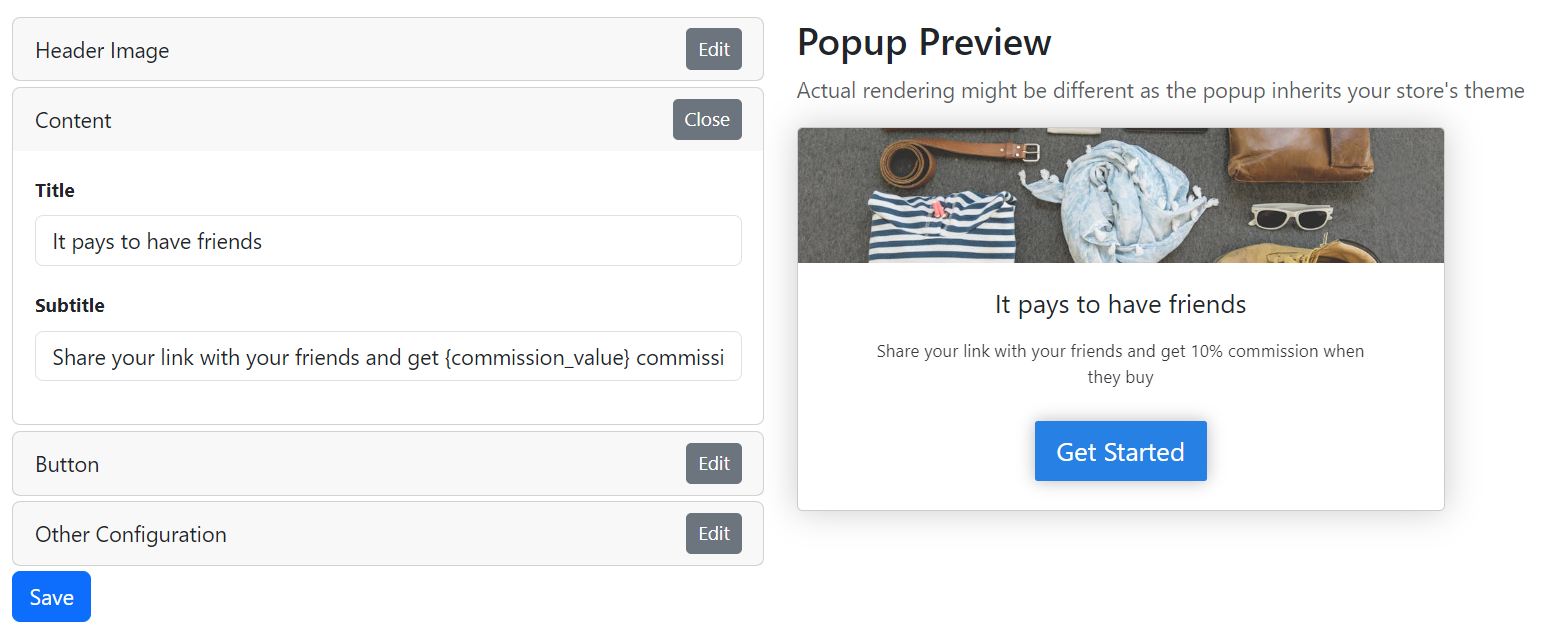 Header Image
Edit
Content
Close
Title
It pays to have friends
Subtitle
Share your link with your friends and get {commission_value} commissi
Button
Edit
Other Configuration
Edit
Save
Popup Preview
Actual rendering might be different as the popup inherits your store's theme
It pays to have friends
Share your link with your friends and get 10% commission when
they buy
Get Started